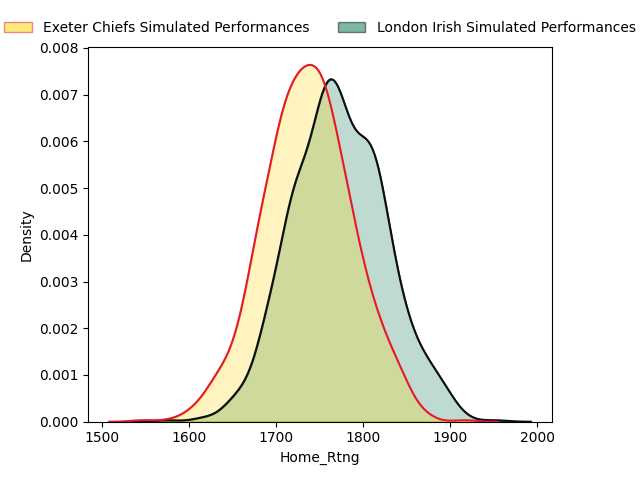 Exeter Chiefs Simulated Performances London Irish Simulated Performances
0.008
0.007
0.006
0.005
0.004
0.003
0.002
0.001
0.000
Density
1500 1600 1700 1800 1900 2000
Home_Rtng